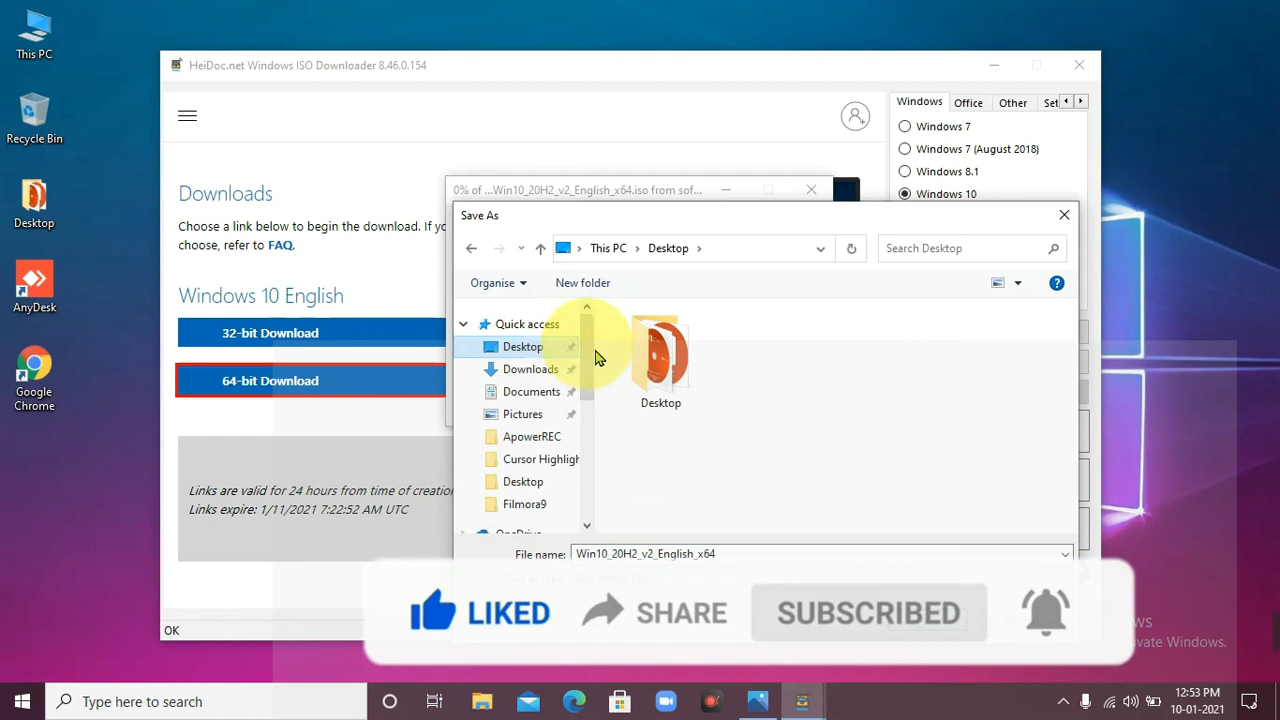 This PC
Recycle Bin
Desktop
AnyDesk
Google
Chrome
HeiDoc.net Windows ISO Downloader 8.46.0.154
Downloads
Choose a link below to begin the download. If yo
choose, refer to FAQ.
Windows 10 English
32-bit Download
64-bit Download
Links are valid for 24 hours from time of creatio
Links expire: 1/11/2021 7:22:52 AM UTC
OK
Windows Office Other Set
Windows 7
Windows 7 (August 2018)
Windows 8.1
Windows 10
0% of ...Win10_20H2_v2_English_x64.iso from sof...
Save As
This PC > Desktop >
Search Desktop
Organise
New folder
Quick access
Desktop
Downloads
Documents
Pictures
ApowerREC
Cursor Highligh
Desktop
Filmora9
OneDrive
Desktop
File name: Win10_20H2_v2_English_x64
LIKED SHARE SUBSCRIBED
ivate Windows.
Type here to search
12:53 PM
10-01-2021